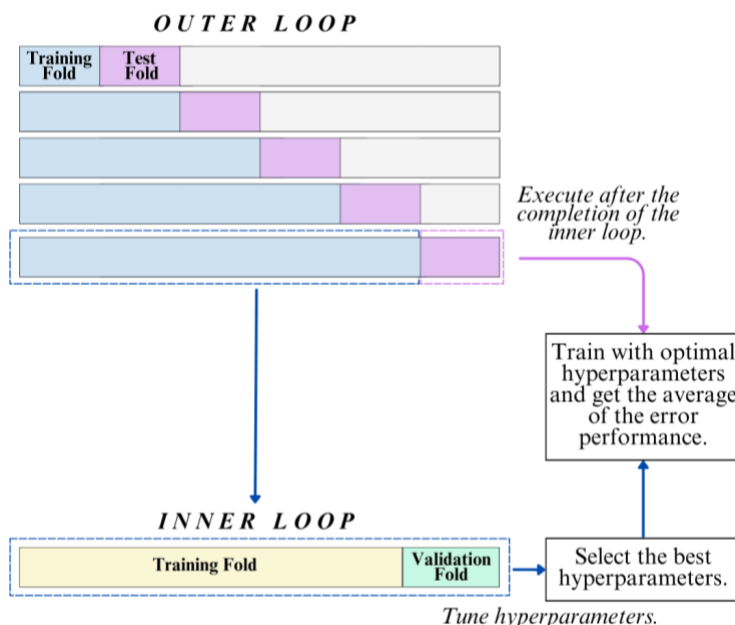 OUTER LOOP
Training
Fold
Test
Fold
Execute after the
completion of the
inner loop.
Train with optimal
hyperparameters
and get the average
of the error
performance.
INNER LOOP
Training Fold
Validation
Fold
Select the best
hyperparameters.
Tune hyperparameters.